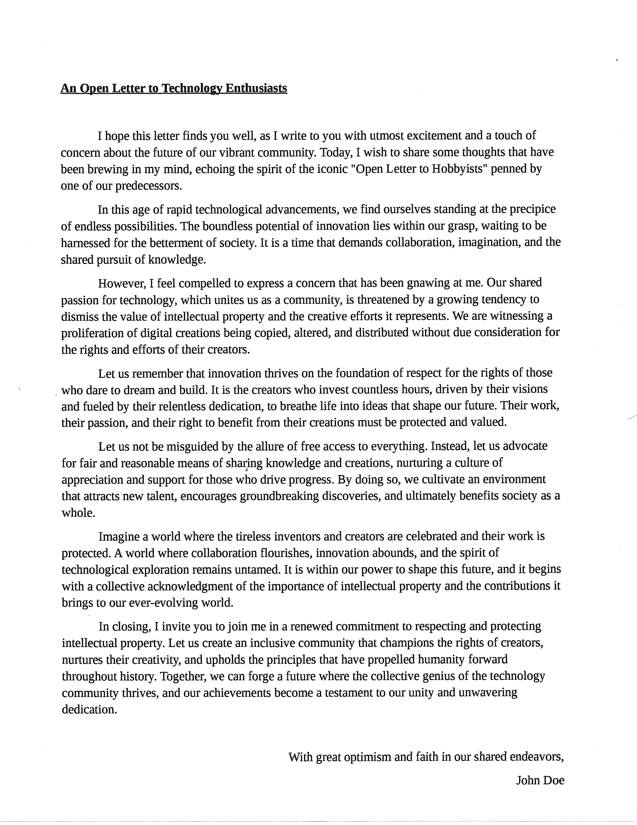 An Open Letter to Technology Enthusiasts
I hope this letter finds you well, as I write to you with utmost excitement and a touch of
concern about the future of our vibrant community. Today, I wish to share some thoughts that have
been brewing in my mind, echoing the spirit of the iconic "Open Letter to Hobbyists" penned by
one of our predecessors.
In this age of rapid technological advancements, we find ourselves standing at the precipice
of endless possibilities. The boundless potential of innovation lies within our grasp, waiting to be
harnessed for the betterment of society. It is a time that demands collaboration, imagination, and the
shared pursuit of knowledge.
However, I feel compelled to express a concern that has been gnawing at me. Our shared
passion for technology, which unites us as a community, is threatened by a growing tendency to
dismiss the value of intellectual property and the creative efforts it represents. We are witnessing a
proliferation of digital creations being copied, altered, and distributed without due consideration for
the rights and efforts of their creators.
Let us remember that innovation thrives on the foundation of respect for the rights of those
who dare to dream and build. It is the creators who invest countless hours, driven by their visions
and fueled by their relentless dedication, to breathe life into ideas that shape our future. Their work,
their passion, and their right to benefit from their creations must be protected and valued.
Let us not be misguided by the allure of free access to everything. Instead, let us advocate
for fair and reasonable means of sharing knowledge and creations, nurturing a culture of
appreciation and support for those who drive progress. By doing so, we cultivate an environment
that attracts new talent, encourages groundbreaking discoveries, and ultimately benefits society as a
whole.
Imagine a world where the tireless inventors and creators are celebrated and their work is
protected. A world where collaboration flourishes, innovation abounds, and the spirit of
technological exploration remains untamed. It is within our power to shape this future, and it begins
with a collective acknowledgment of the importance of intellectual property and the contributions it
brings to our ever-evolving world.
In closing, I invite you to join me in a renewed commitment to respecting and protecting
intellectual property. Let us create an inclusive community that champions the rights of creators,
nurtures their creativity, and upholds the principles that have propelled humanity forward
throughout history. Together, we can forge a future where the collective genius of the technology
community thrives, and our achievements become a testament to our unity and unwavering
dedication.
With great optimism and faith in our shared endeavors,
John Doe